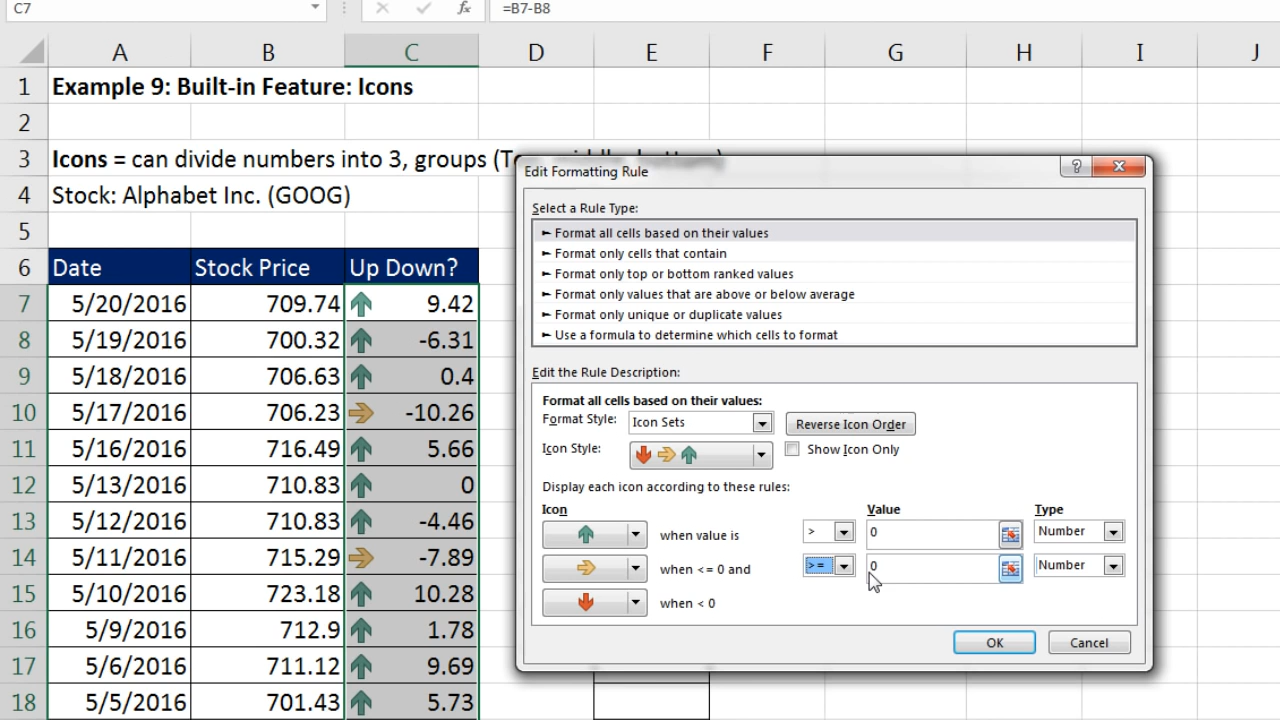 C7 fx =B7-B8
A B C D E F G H I J
1 Example 9: Built-in Feature: Icons
2
3 Icons = can divide numbers into 3, groups (Top, middle, bottom)
4 Stock: Alphabet Inc. (GOOG)
5
6 Date Stock Price Up Down?
7 5/20/2016 709.74 9.42
8 5/19/2016 700.32 -6.31
9 5/18/2016 706.63 0.4
10 5/17/2016 706.23 -10.26
11 5/16/2016 716.49 5.66
12 5/13/2016 710.83 0
13 5/12/2016 710.83 -4.46
14 5/11/2016 715.29 -7.89
15 5/10/2016 723.18 10.28
16 5/9/2016 712.9 1.78
17 5/6/2016 711.12 9.69
18 5/5/2016 701.43 5.73
Edit Formatting Rule
?
Select a Rule Type:
► Format all cells based on their values
► Format only cells that contain
► Format only top or bottom ranked values
► Format only values that are above or below average
► Format only unique or duplicate values
► Use a formula to determine which cells to format
Edit the Rule Description:
Format all cells based on their values:
Format Style: Icon Sets Reverse Icon Order
Icon Style: Show Icon Only
Display each icon according to these rules:
Icon Value Type
when value is > 0 Number
when <= 0 and >= 0 Number
when < 0
OK Cancel